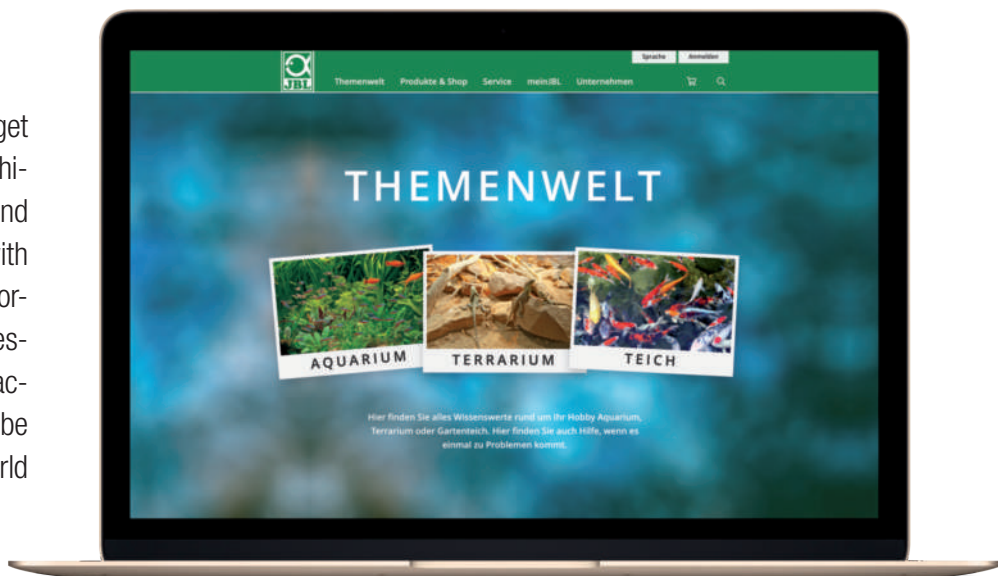 get
hi-
nd
ith
or-
es-
ac-
be
rld
Sprache Anmelden
JBL
Themenwelt Produkte & Shop Service meinJBL Unternehmen
THEMENWELT
AQUARIUM
TERRARIUM
TEICH
Hier finden Sie alles Wissenswerte rund um Ihr Hobby Aquarium,
Terrarium oder Gartenteich. Hier finden Sie auch Hilfe, wenn es
einmal zu Problemen kommt.